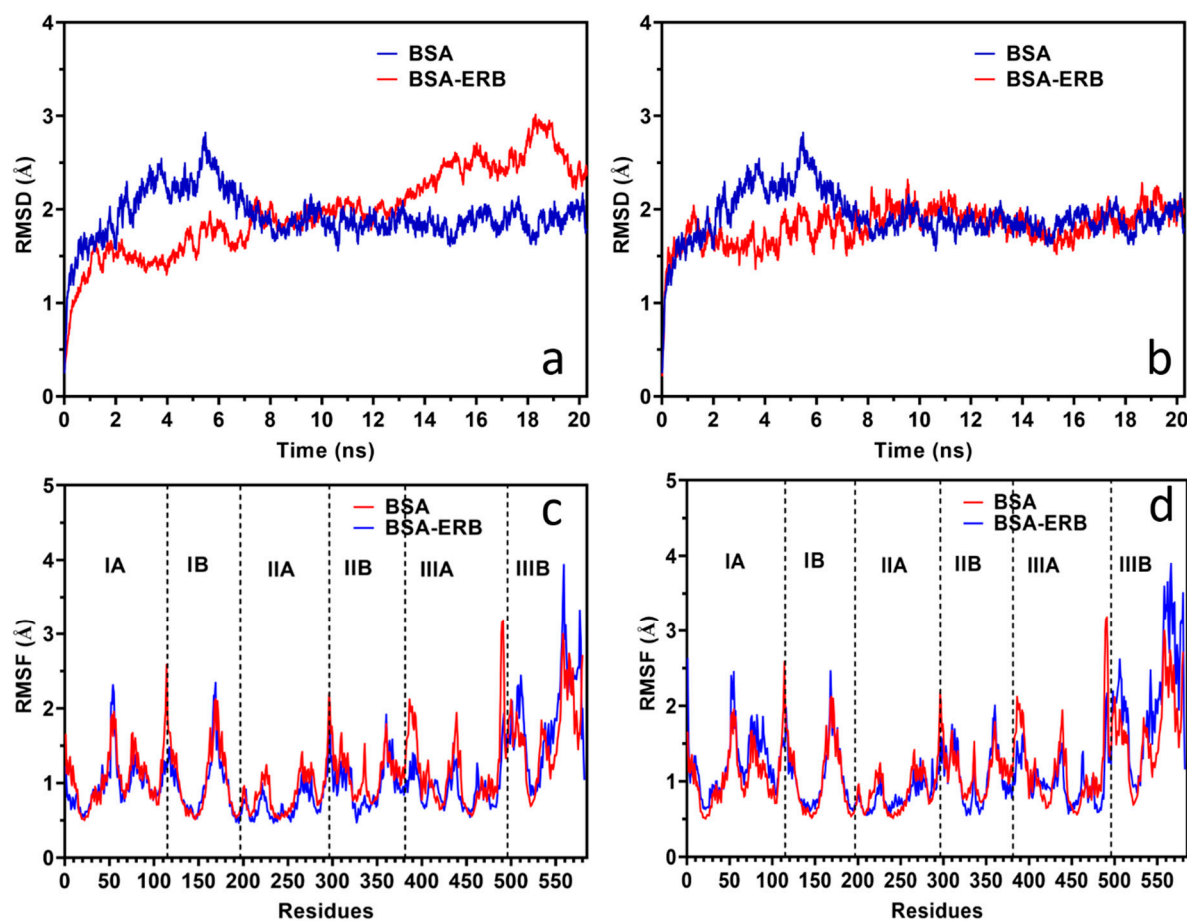 4
3
2
1
0
RMSD (Å)
BSA
BSA-ERB
a
0 2 4 6 8 10 12 14 16 18 20
Time (ns)
4
3
2
1
0
RMSD (Å)
BSA
BSA-ERB
b
0 2 4 6 8 10 12 14 16 18 20
Time (ns)
5
4
3
2
1
0
RMSF (Å)
BSA
BSA-ERB
c
IA IB IIA IIB IIIA IIIB
0 50 100 150 200 250 300 350 400 450 500 550
Residues
5
4
3
2
1
0
RMSF (Å)
BSA
BSA-ERB
d
IA IB IIA IIB IIIA IIIB
0 50 100 150 200 250 300 350 400 450 500 550
Residues